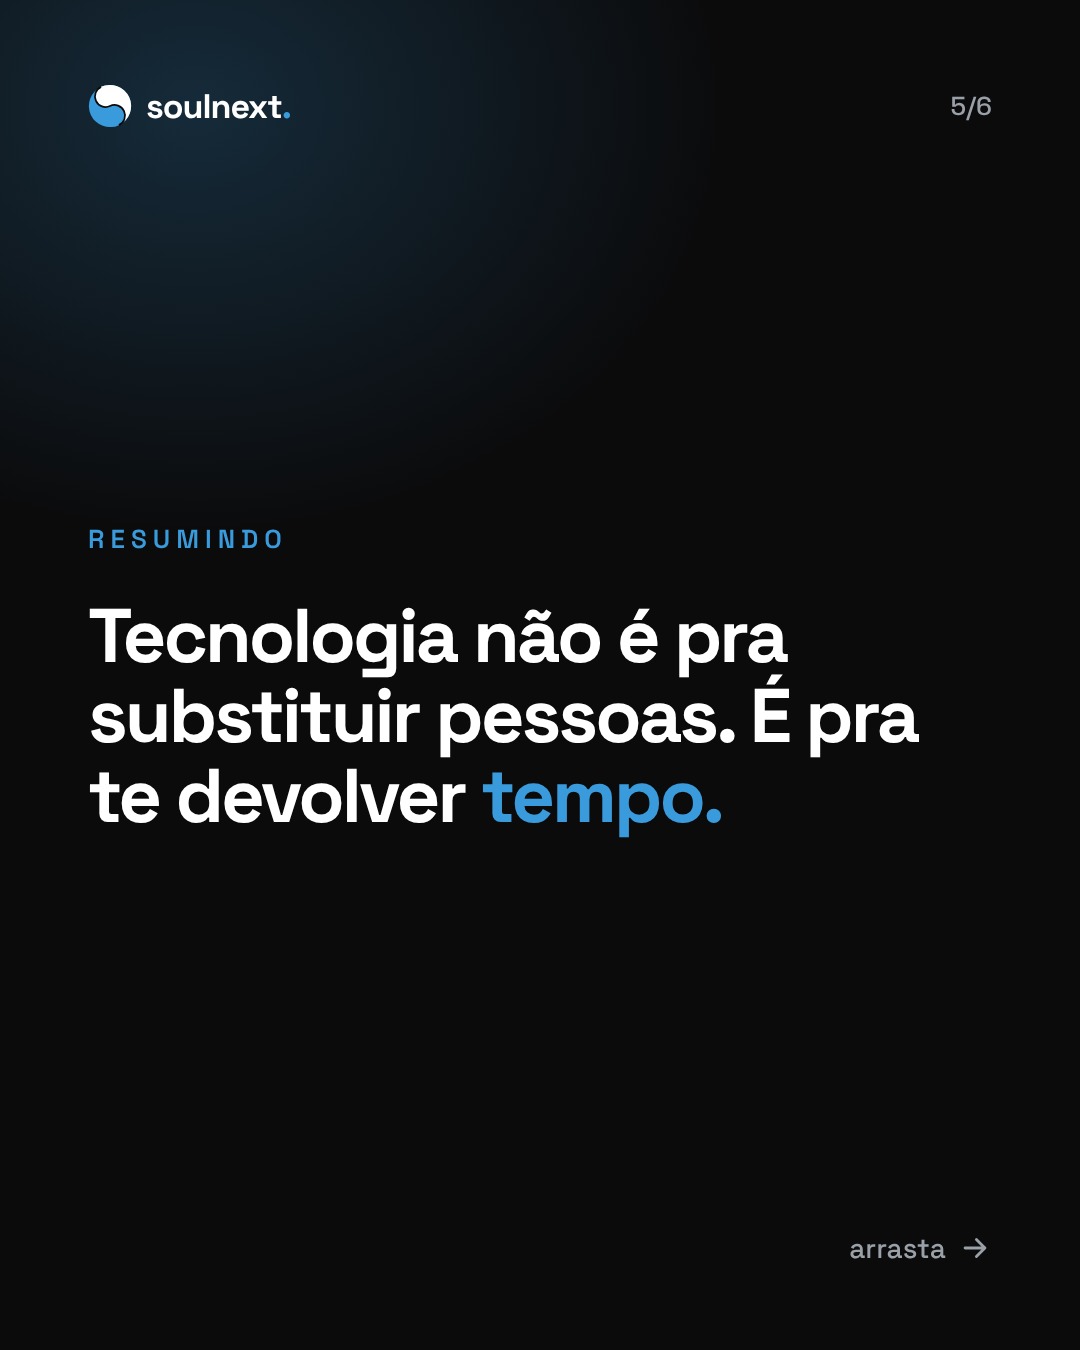 soulnext.
5/6
RESUMINDO
Tecnologia não é pra
substituir pessoas. É pra
te devolver tempo.
arrasta →